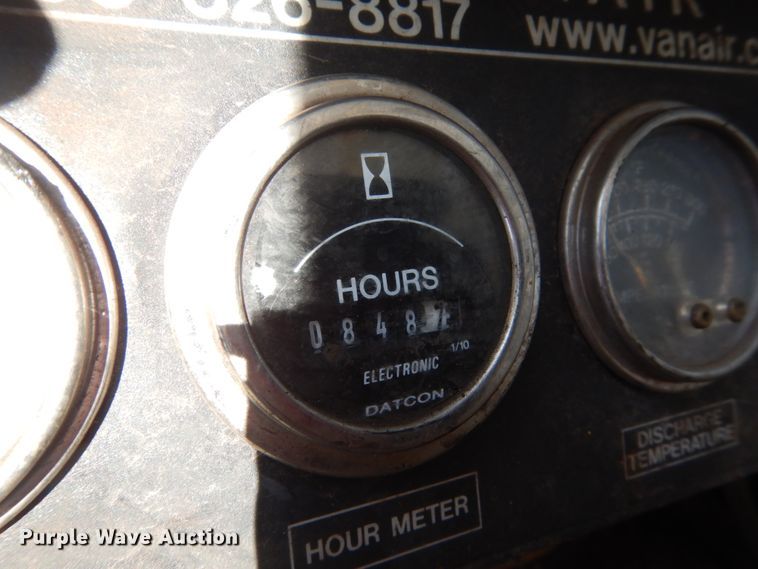 826-8817
www.vanair.c
HOURS
0848
1/10
ELECTRONIC
DATCON
HOUR METER
DISCHARGE
TEMPERATURE
Purple Wave Auction